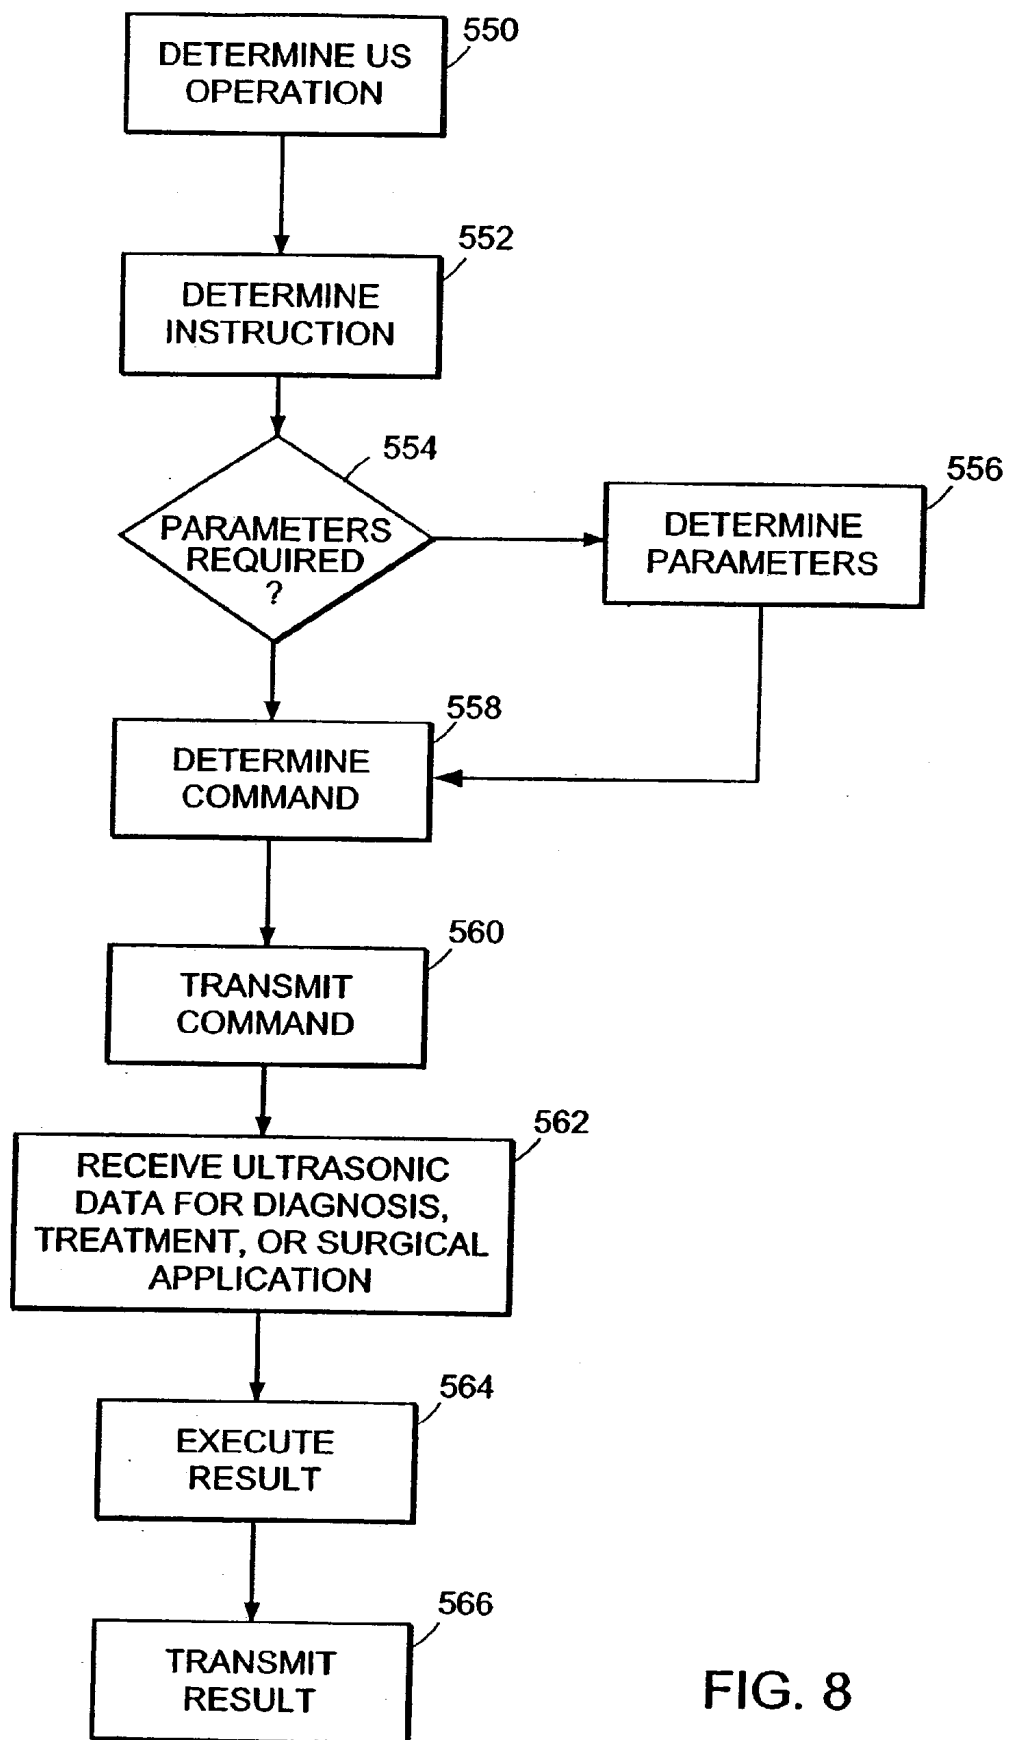 DETERMINE US
OPERATION
550
DETERMINE
INSTRUCTION
552
PARAMETERS
REQUIRED
?
554
DETERMINE
PARAMETERS
556
DETERMINE
COMMAND
558
TRANSMIT
COMMAND
560
RECEIVE ULTRASONIC
DATA FOR DIAGNOSIS,
TREATMENT, OR SURGICAL
APPLICATION
562
EXECUTE
RESULT
564
TRANSMIT
RESULT
566
FIG. 8